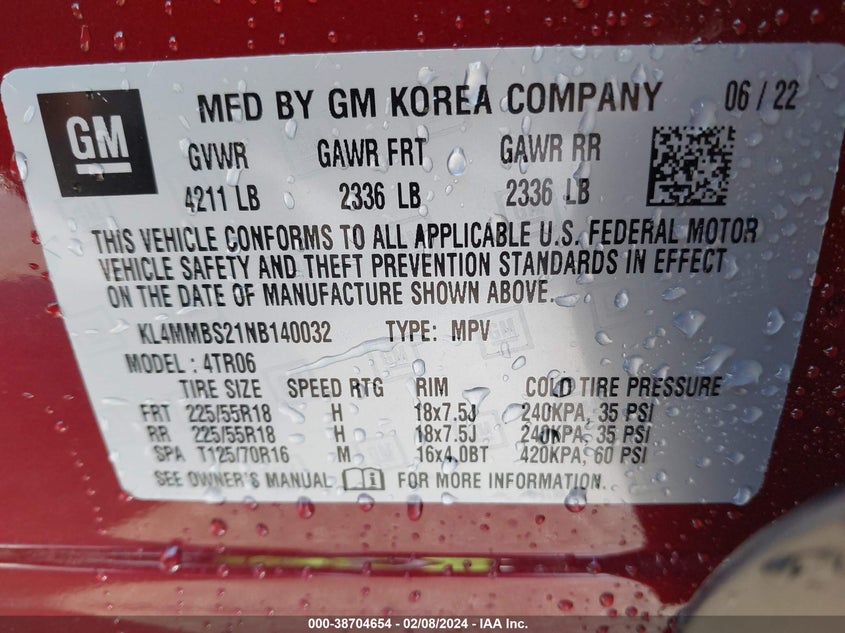 GM
MFD BY GM KOREA COMPANY 06 / 22
GVWR GAWR FRT GAWR RR
4211 LB 2336 LB 2336 LB
THIS VEHICLE CONFORMS TO ALL APPLICABLE U.S. FEDERAL MOTOR
VEHICLE SAFETY AND THEFT PREVENTION STANDARDS IN EFFECT
ON THE DATE OF MANUFACTURE SHOWN ABOVE.
KL4MMBS21NB140032 TYPE: MPV
MODEL : 4TR06
TIRE SIZE SPEED RTG RIM COLD TIRE PRESSURE
FRT 225/55R18 H 18x7.5J 240KPA, 35 PSI
RR 225/55R18 H 18x7.5J 240KPA, 35 PSI
SPA T125/70R16 M 16x4.0BT 420KPA, 60 PSI
SEE OWNER'S MANUAL FOR MORE INFORMATION.
000-38704654 - 02/08/2024 - IAA Inc.